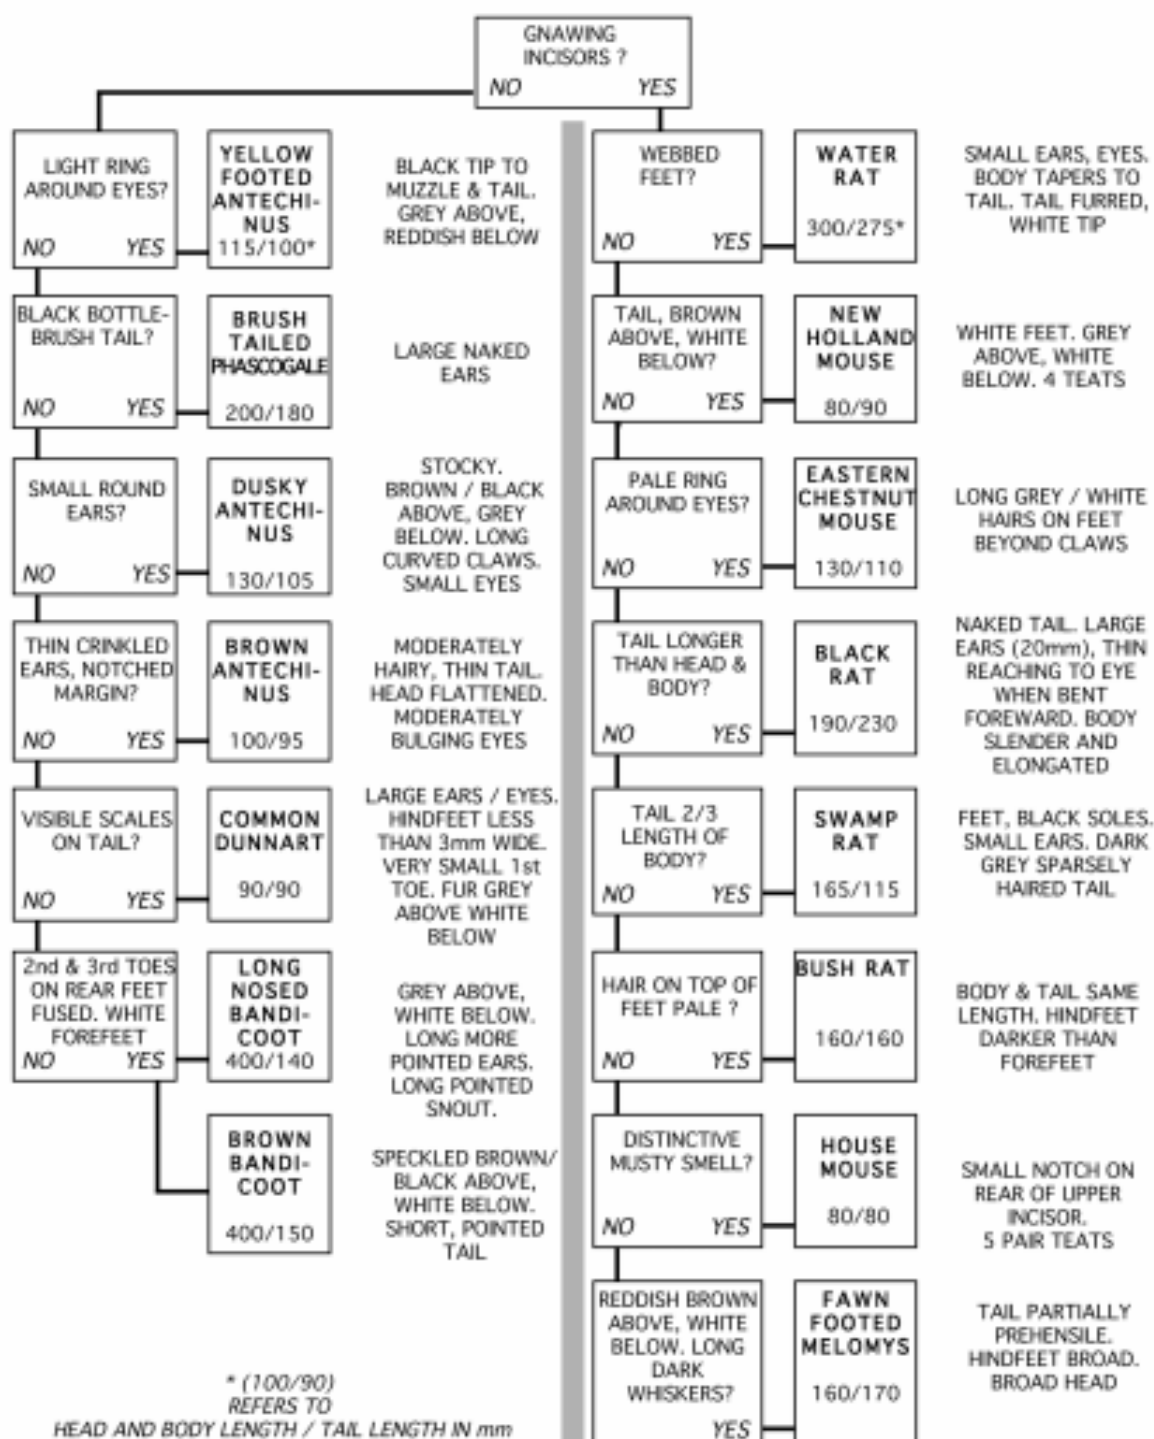 GNAWING
INCISORS ?
NO YES
LIGHT RING
AROUND EYES?
NO YES
YELLOW
FOOTED
ANTECHI-
NUS
115/100*
BLACK TIP TO
MUZZLE & TAIL.
GREY ABOVE,
REDDISH BELOW
BLACK BOTTLE-
BRUSH TAIL?
NO YES
BRUSH
TAILED
PHASCOGALE
200/180
LARGE NAKED
EARS
SMALL ROUND
EARS?
NO YES
DUSKY
ANTECHI-
NUS
130/105
STOCKY.
BROWN / BLACK
ABOVE, GREY
BELOW. LONG
CURVED CLAWS.
SMALL EYES
THIN CRINKLED
EARS, NOTCHED
MARGIN?
NO YES
BROWN
ANTECHI-
NUS
100/95
MODERATELY
HAIRY, THIN TAIL.
HEAD FLATTENED.
MODERATELY
BULGING EYES
VISIBLE SCALES
ON TAIL?
NO YES
COMMON
DUNNART
90/90
LARGE EARS / EYES.
HINDFEET LESS
THAN 3mm WIDE.
VERY SMALL 1st
TOE. FUR GREY
ABOVE WHITE
BELOW
2nd & 3rd TOES
ON REAR FEET
FUSED. WHITE
FOREFEET
NO YES
LONG
NOSED
BANDI-
COOT
400/140
GREY ABOVE,
WHITE BELOW.
LONG MORE
POINTED EARS.
LONG POINTED
SNOUT.
BROWN
BANDI-
COOT
400/150
SPECKLED BROWN/
BLACK ABOVE,
WHITE BELOW.
SHORT, POINTED
TAIL
* (100/90)
REFERS TO
HEAD AND BODY LENGTH / TAIL LENGTH IN mm
WEBBED
FEET?
NO YES
WATER
RAT
300/275*
SMALL EARS, EYES.
BODY TAPERS TO
TAIL. TAIL FURRED,
WHITE TIP
TAIL, BROWN
ABOVE, WHITE
BELOW?
NO YES
NEW
HOLLAND
MOUSE
80/90
WHITE FEET. GREY
ABOVE, WHITE
BELOW. 4 TEATS
PALE RING
AROUND EYES?
NO YES
EASTERN
CHESTNUT
MOUSE
130/110
LONG GREY / WHITE
HAIRS ON FEET
BEYOND CLAWS
TAIL LONGER
THAN HEAD &
BODY?
NO YES
BLACK
RAT
190/230
NAKED TAIL. LARGE
EARS (20mm), THIN
REACHING TO EYE
WHEN BENT
FOREWARD. BODY
SLENDER AND
ELONGATED
TAIL 2/3
LENGTH OF
BODY?
NO YES
SWAMP
RAT
165/115
FEET, BLACK SOLES.
SMALL EARS. DARK
GREY SPARSELY
HAIRED TAIL
HAIR ON TOP OF
FEET PALE ?
NO YES
BUSH RAT
160/160
BODY & TAIL SAME
LENGTH. HINDFEET
DARKER THAN
FOREFEET
DISTINCTIVE
MUSTY SMELL?
NO YES
HOUSE
MOUSE
80/80
SMALL NOTCH ON
REAR OF UPPER
INCISOR.
5 PAIR TEATS
REDDISH BROWN
ABOVE, WHITE
BELOW. LONG
DARK
WHISKERS?
YES
FAWN
FOOTED
MELOMYS
160/170
TAIL PARTIALLY
PREHENSILE.
HINDFEET BROAD.
BROAD HEAD